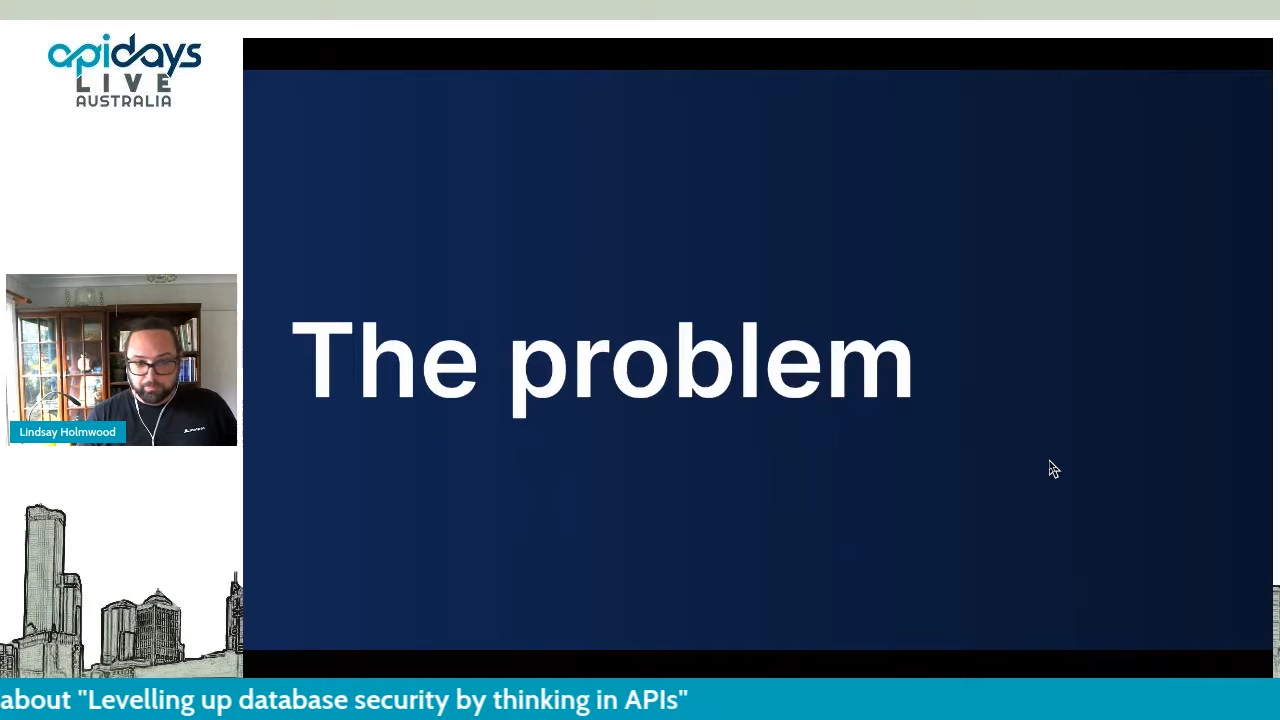 apidays
LIVE
AUSTRALIA
The problem
Lindsay Holmwood
about "Levelling up database security by thinking in APIs"